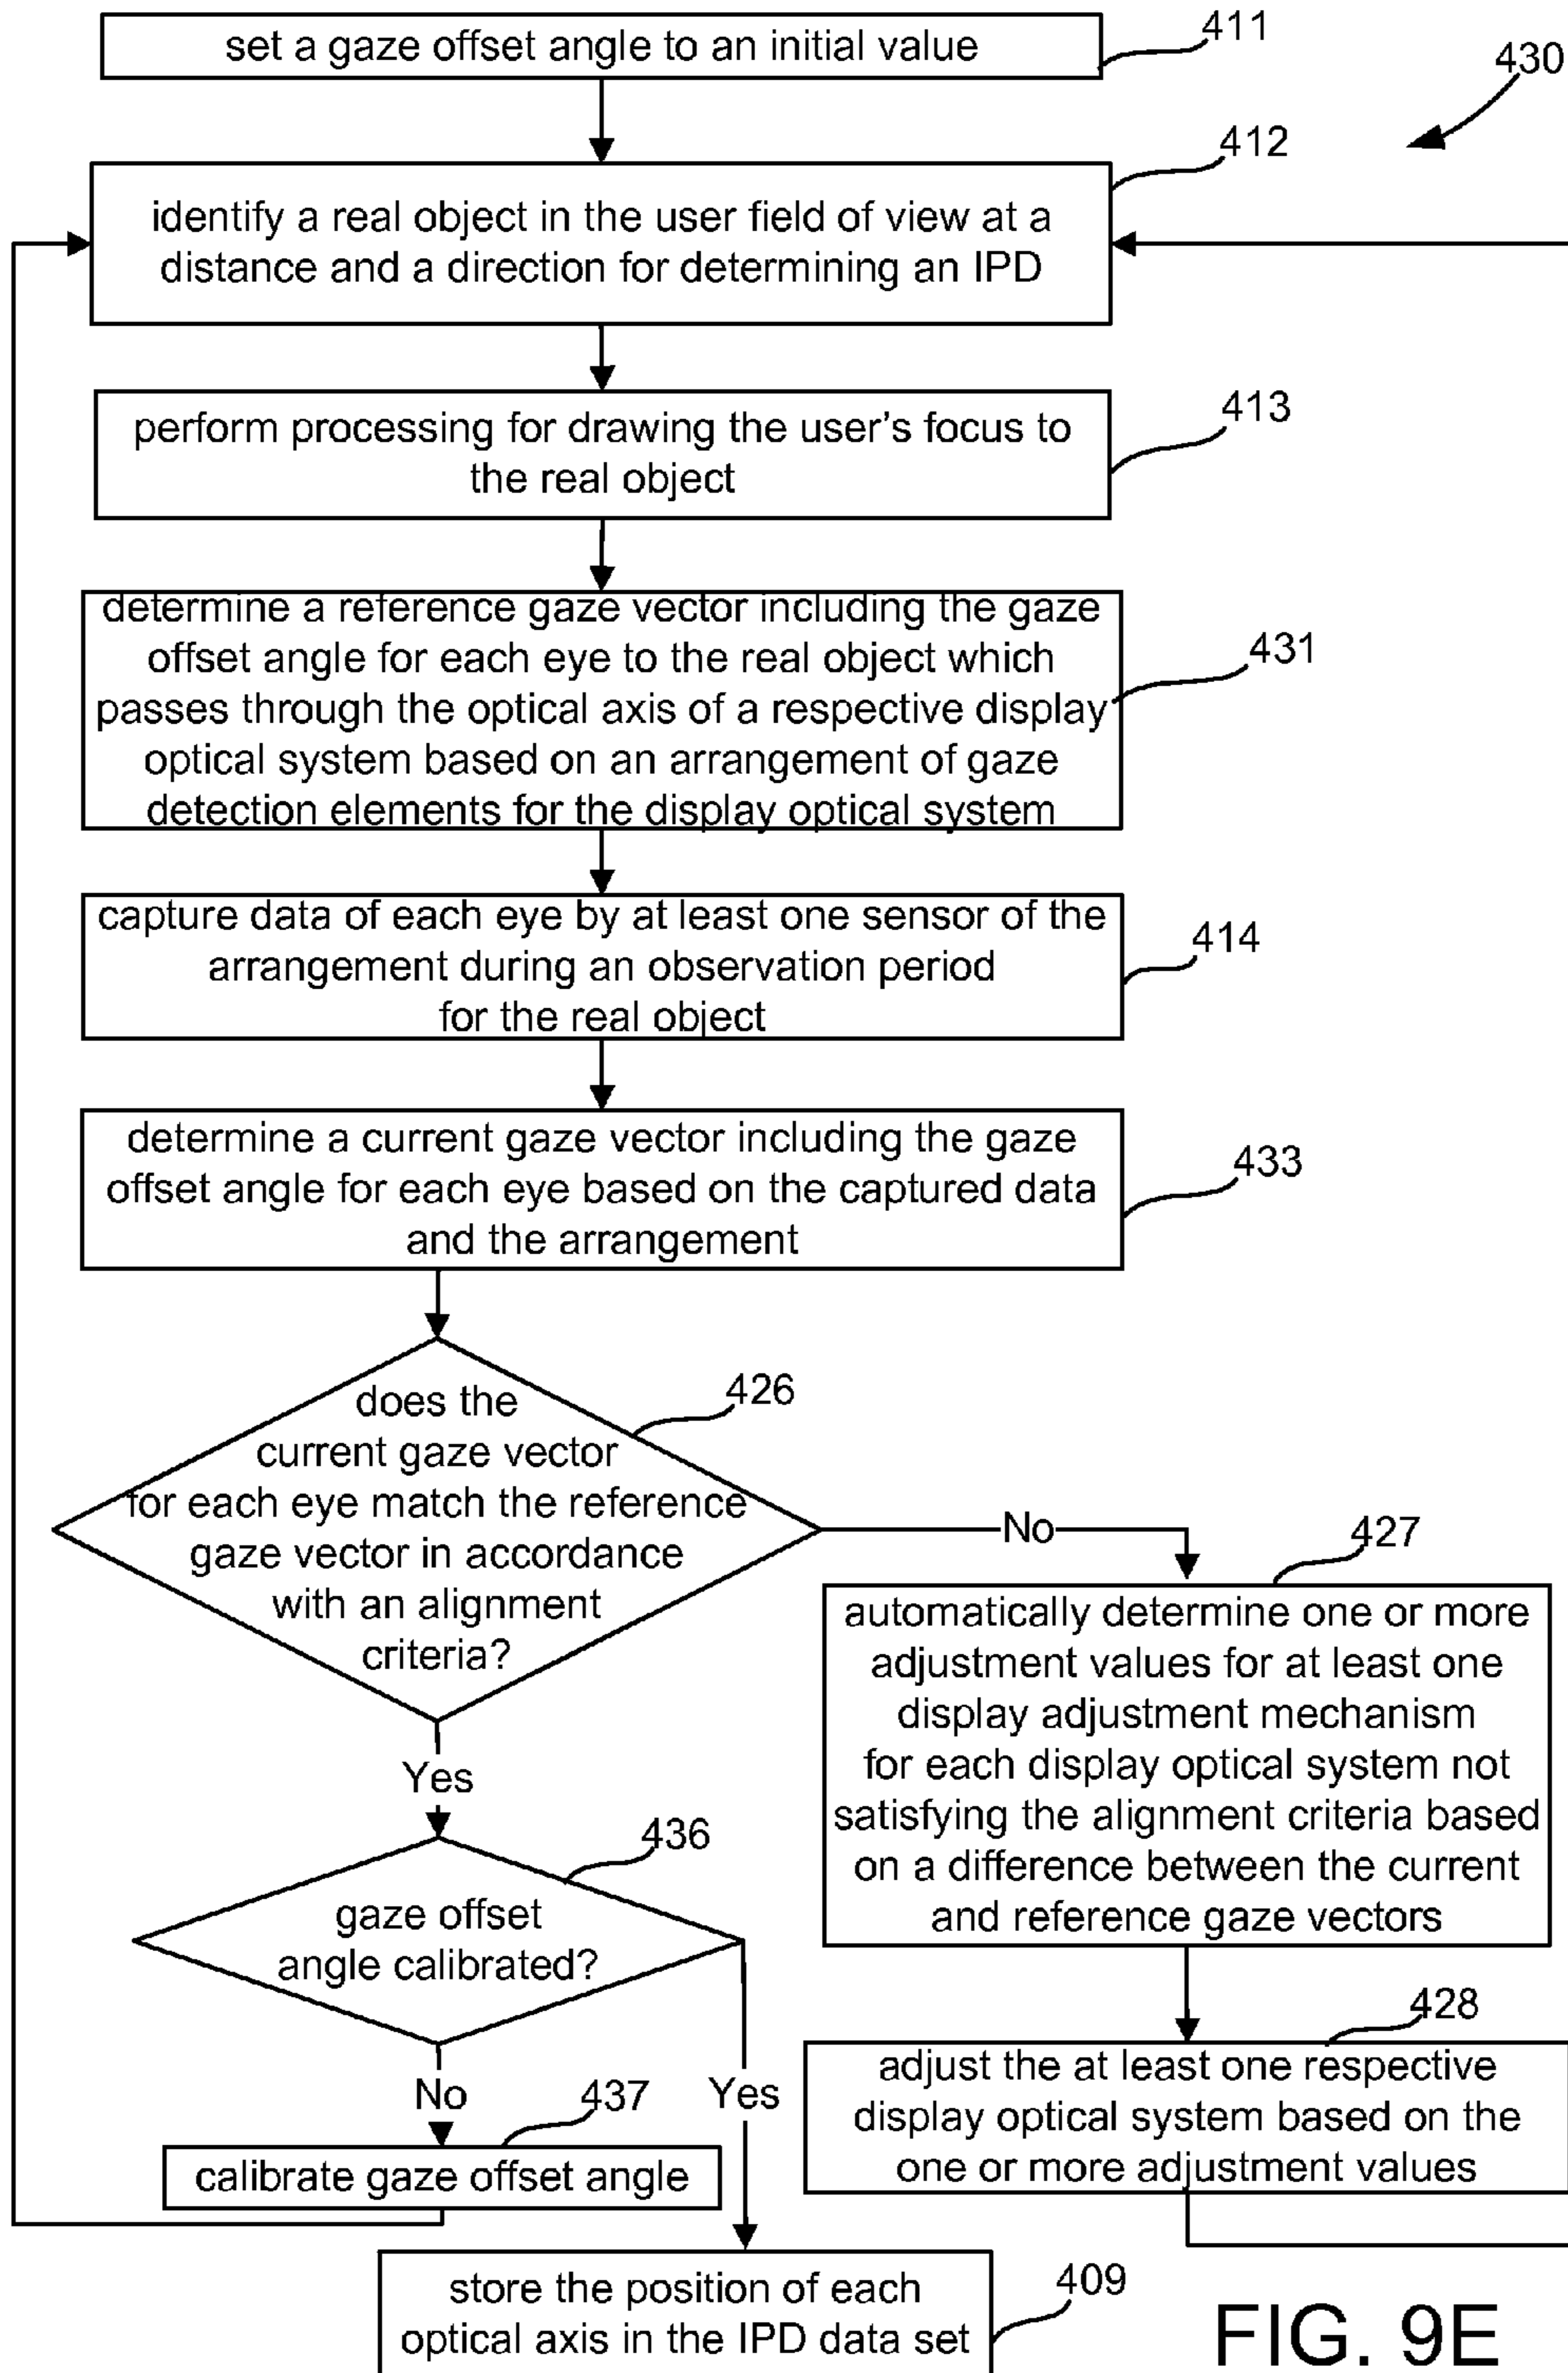 set a gaze offset angle to an initial value
411
430
412
identify a real object in the user field of view at a
distance and a direction for determining an IPD
413
perform processing for drawing the user's focus to
the real object
determine a reference gaze vector including the gaze
offset angle for each eye to the real object which
passes through the optical axis of a respective display
optical system based on an arrangement of gaze
detection elements for the display optical system
431
capture data of each eye by at least one sensor of the
arrangement during an observation period
for the real object
414
determine a current gaze vector including the gaze
offset angle for each eye based on the captured data
and the arrangement
433
does the
current gaze vector
for each eye match the reference
gaze vector in accordance
with an alignment
criteria?
426
No
427
automatically determine one or more
adjustment values for at least one
display adjustment mechanism
for each display optical system not
satisfying the alignment criteria based
on a difference between the current
and reference gaze vectors
Yes
436
gaze offset
angle calibrated?
428
adjust the at least one respective
display optical system based on the
one or more adjustment values
No
437
Yes
calibrate gaze offset angle
store the position of each
optical axis in the IPD data set
409
FIG. 9E